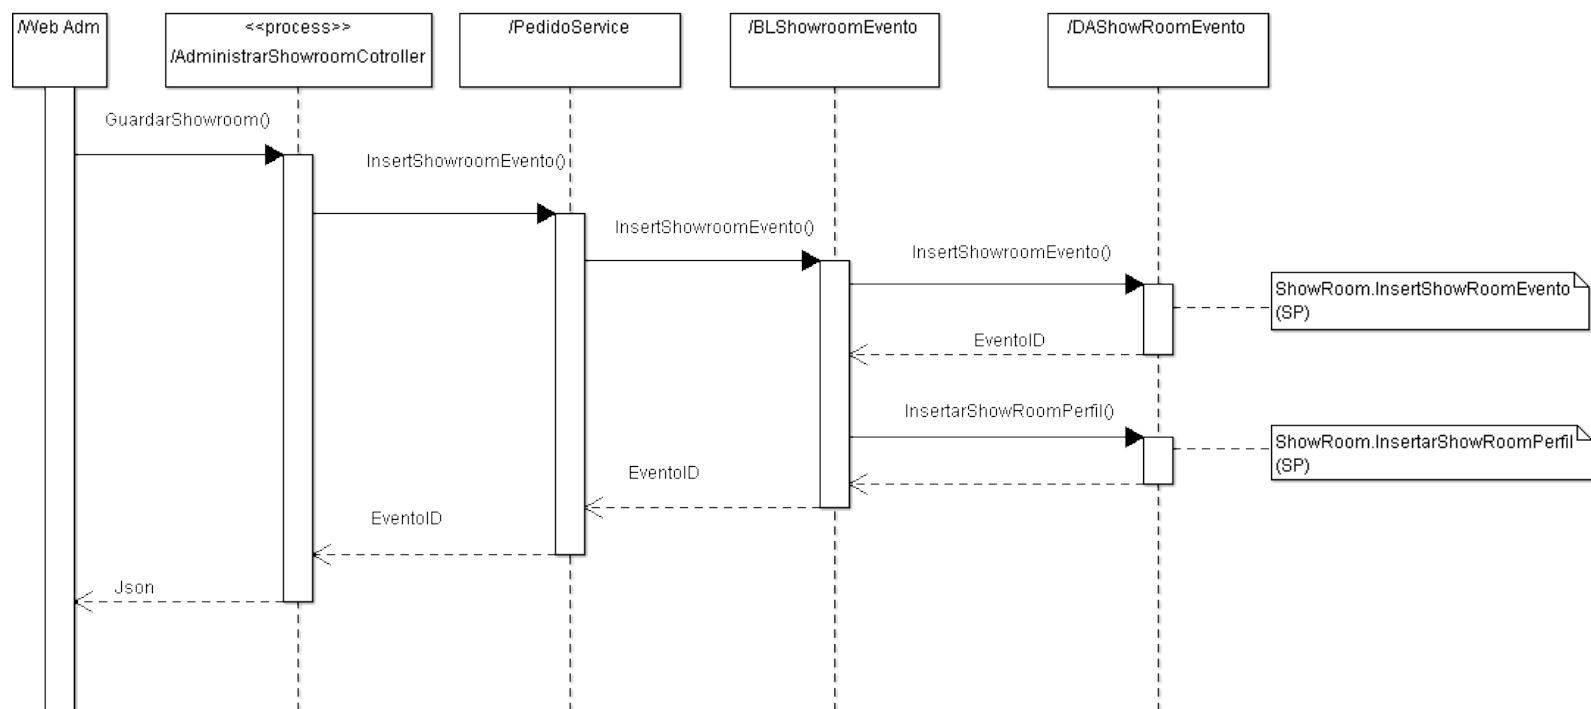 /Web Adm
<<process>>
/AdministrarShowroomCotroller
/PedidoService
/BLShowroomEvento
/DAShowRoomEvento
GuardarShowroom()
InsertShowroomEvento()
InsertShowroomEvento()
InsertShowroomEvento()
ShowRoom.InsertShowRoomEvento
(SP)
EventoID
InsertarShowRoomPerfil()
ShowRoom.InsertarShowRoomPerfil
(SP)
EventoID
EventoID
Json